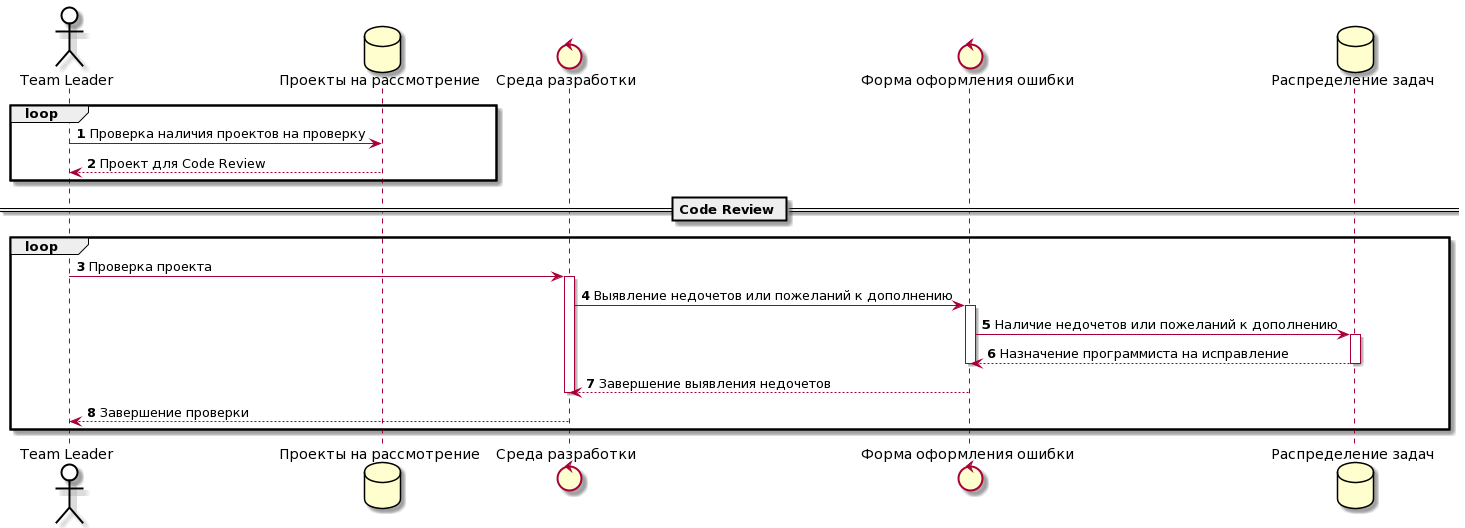 Team Leader
Проекты на рассмотрение
Среда разработки
Форма оформления ошибки
Распределение задач
loop
1 Проверка наличия проектов на проверку
2 Проект для Code Review
Code Review
loop
3 Проверка проекта
4 Выявление недочетов или пожеланий к дополнению
5 Наличие недочетов или пожеланий к дополнению
6 Назначение программиста на исправление
7 Завершение выявления недочетов
8 Завершение проверки
Team Leader
Проекты на рассмотрение
Среда разработки
Форма оформления ошибки
Распределение задач